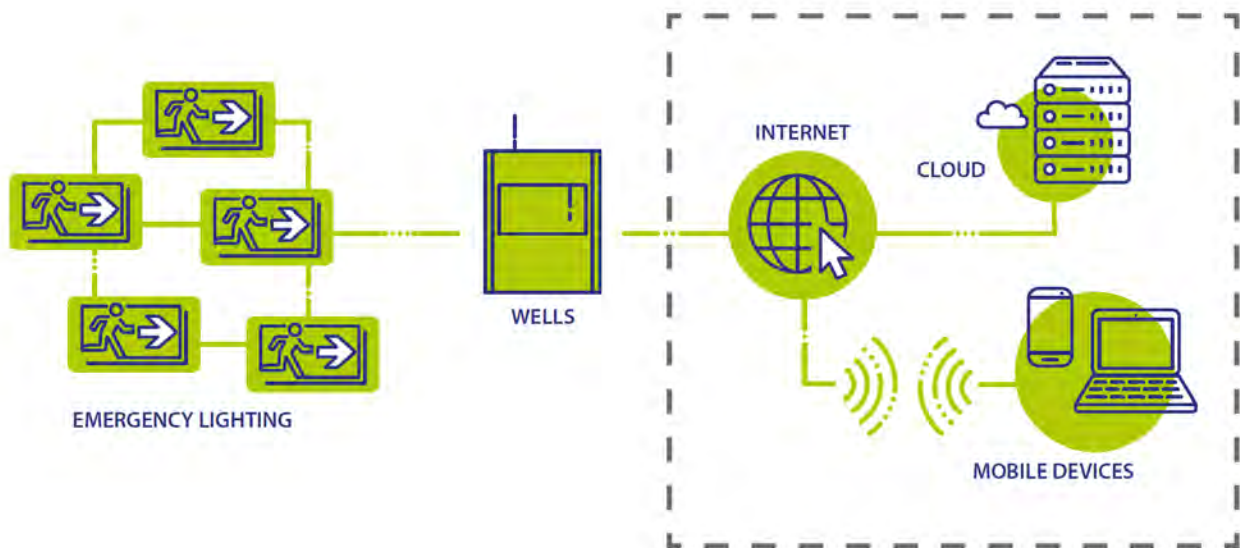 INTERNET
CLOUD
WELLS
EMERGENCY LIGHTING
MOBILE DEVICES